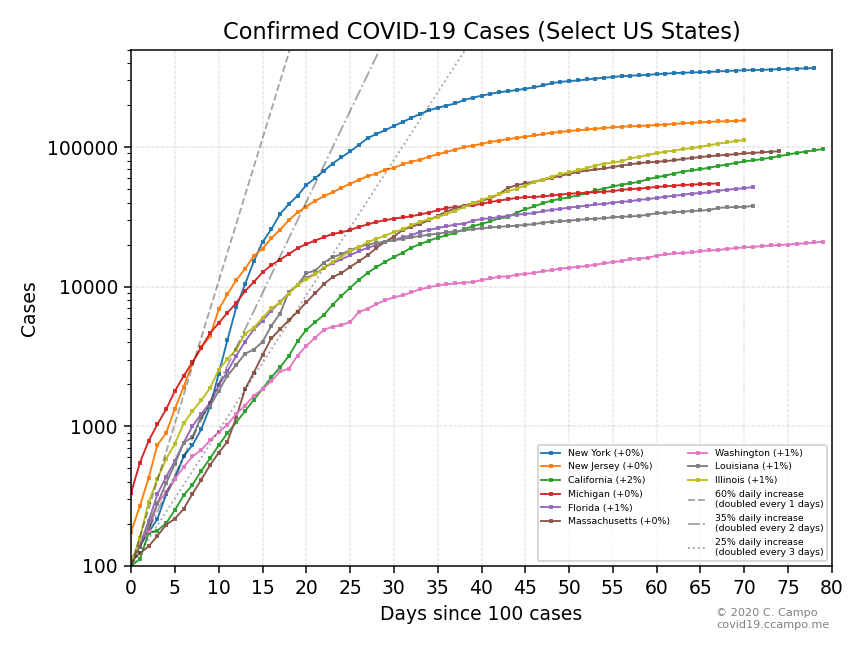 Confirmed COVID-19 Cases (Select US States)
Cases
100000
10000
1000
100
0 5 10 15 20 25 30 35 40 45 50 55 60 65 70 75 80
Days since 100 cases
New York (+0%)
New Jersey (+0%)
California (+2%)
Michigan (+0%)
Florida (+1%)
Massachusetts (+0%)
Washington (+1%)
Louisiana (+1%)
Illinois (+1%)
60% daily increase
(doubled every 1 days)
35% daily increase
(doubled every 2 days)
25% daily increase
(doubled every 3 days)
© 2020 C. Campo
covid19.ccampo.me